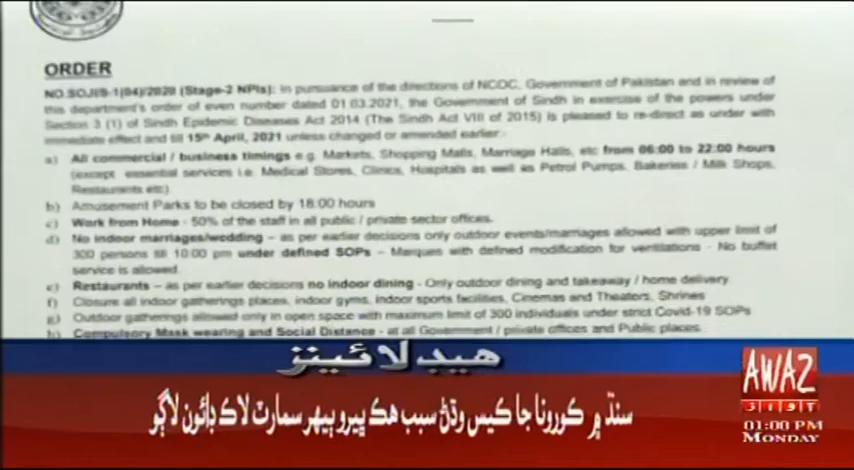 ORDER
NO.SOJIIS-1(04)/2020 (Stage-2 NPIs): In pursuance of the directions of NCOC, Government of Pakistan and in review of
this department's order of even number dated 01.03.2021, the Government of Sindh in exercise of the powers under
Section 3 (1) of Sindh Epidemic Diseases Act 2014 (The Sindh Act VIII of 2015) is pleased to re-direct as under with
immediate effect and till 15th April, 2021 unless changed or amended earlier:-
a) All commercial / business timings e.g. Markets, Shopping Malls, Marriage Halls, etc from 06:00 to 22:00 hours
(except essential services i.e. Medical Stores, Clinics, Hospitals as well as Petrol Pumps, Bakeries / Milk Shops,
Restaurants etc)
b) Amusement Parks to be closed by 18:00 hours
c) Work from Home - 50% of the staff in all public / private sector offices.
d) No indoor marriages/wedding – as per earlier decisions only outdoor events/marriages allowed with upper limit of
300 persons till 10:00 pm under defined SOPs – Marques with defined modification for ventilations - No buffet
service is allowed.
e) Restaurants – as per earlier decisions no indoor dining - Only outdoor dining and takeaway / home delivery
f) Closure all indoor gatherings places, indoor gyms, indoor sports facilities, Cinemas and Theaters, Shrines
g) Outdoor gatherings allowed only in open space with maximum limit of 300 individuals under strict Covid-19 SOPs
h) Compulsory Mask wearing and Social Distance - at all Government / private offices and Public places.
هيڊ لائينز
سنڌ ۾ ڪورونا جا ڪيس وڌڻ سبب هڪ ڀيرو ٻيهر سمارٽ لاڪ ڊائون لاڳو
AWAZ
01:00 PM
MONDAY